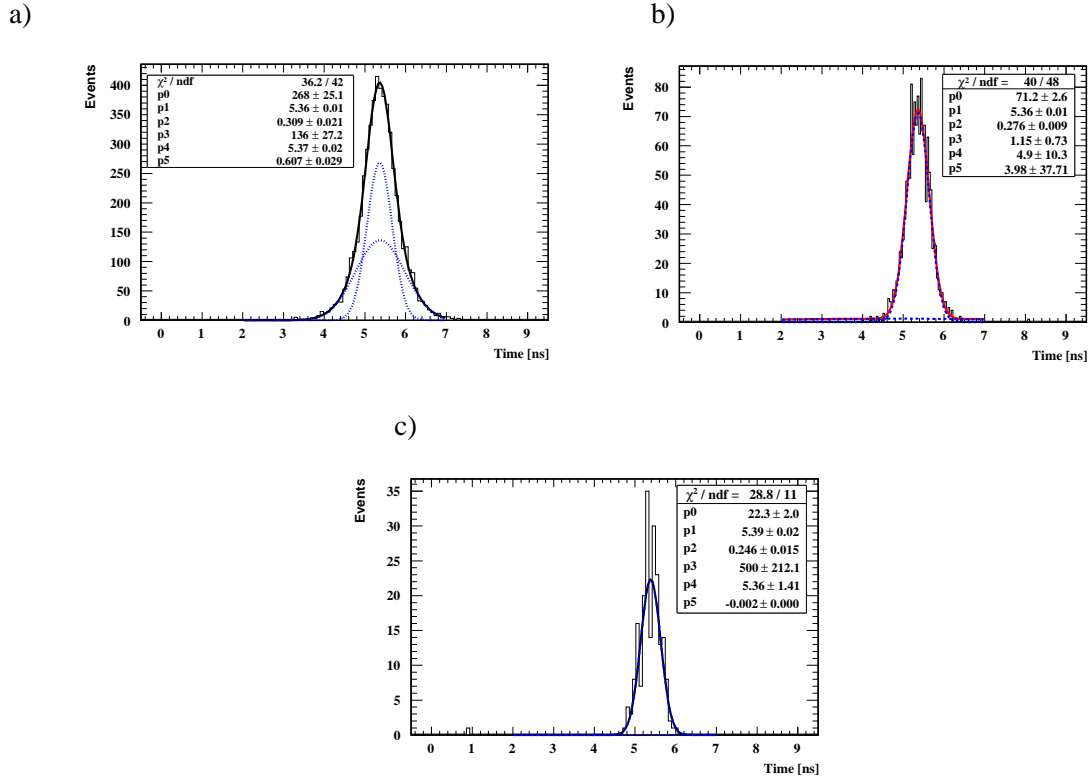 a)
Events
χ² / ndf 36.2 / 42
p0 268 ± 25.1
p1 5.36 ± 0.01
p2 0.309 ± 0.021
p3 136 ± 27.2
p4 5.37 ± 0.02
p5 0.607 ± 0.029
400
350
300
250
200
150
100
50
0
0 1 2 3 4 5 6 7 8 9
Time [ns]
b)
Events
χ² / ndf = 40 / 48
p0 71.2 ± 2.6
p1 5.36 ± 0.01
p2 0.276 ± 0.009
p3 1.15 ± 0.73
p4 4.9 ± 10.3
p5 3.98 ± 37.71
80
70
60
50
40
30
20
10
0
0 1 2 3 4 5 6 7 8 9
Time [ns]
c)
Events
χ² / ndf = 28.8 / 11
p0 22.3 ± 2.0
p1 5.39 ± 0.02
p2 0.246 ± 0.015
p3 500 ± 212.1
p4 5.36 ± 1.41
p5 -0.002 ± 0.000
35
30
25
20
15
10
5
0
0 1 2 3 4 5 6 7 8 9
Time [ns]